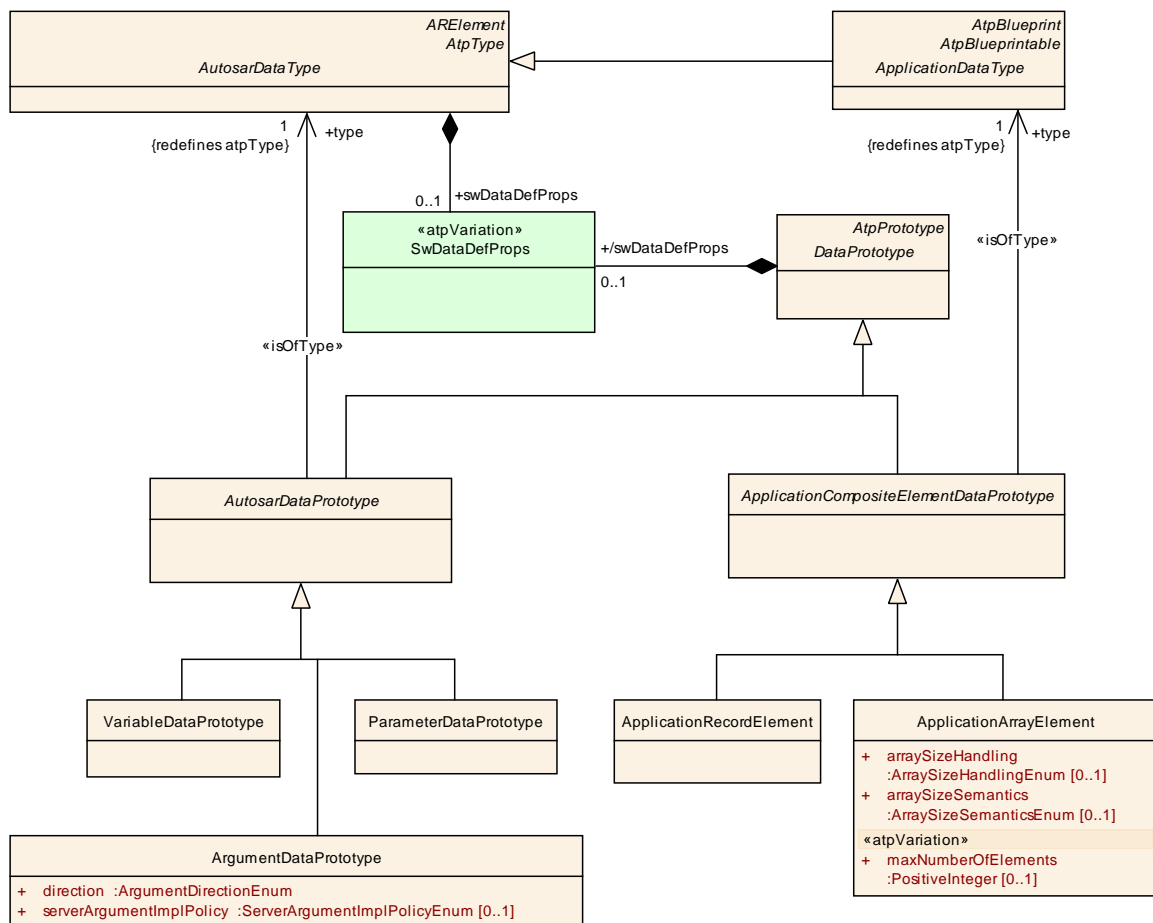 ARElement
AtpType
AutosarDataType
AtpBlueprint
AtpBlueprintable
ApplicationDataType
1
+type
{redefines atpType}
1
+type
{redefines atpType}
+swDataDefProps
0..1
«atpVariation»
SwDataDefProps
+/swDataDefProps
0..1
AtpPrototype
DataPrototype
«isOfType»
«isOfType»
AutosarDataPrototype
ApplicationCompositeElementDataPrototype
VariableDataPrototype
ParameterDataPrototype
ApplicationRecordElement
ApplicationArrayElement
+ arraySizeHandling
:ArraySizeHandlingEnum [0..1]
+ arraySizeSemantics
:ArraySizeSemanticsEnum [0..1]
«atpVariation»
+ maxNumberOfElements
:PositiveInteger [0..1]
ArgumentDataPrototype
+ direction :ArgumentDirectionEnum
+ serverArgumentImplPolicy :ServerArgumentImplPolicyEnum [0..1]